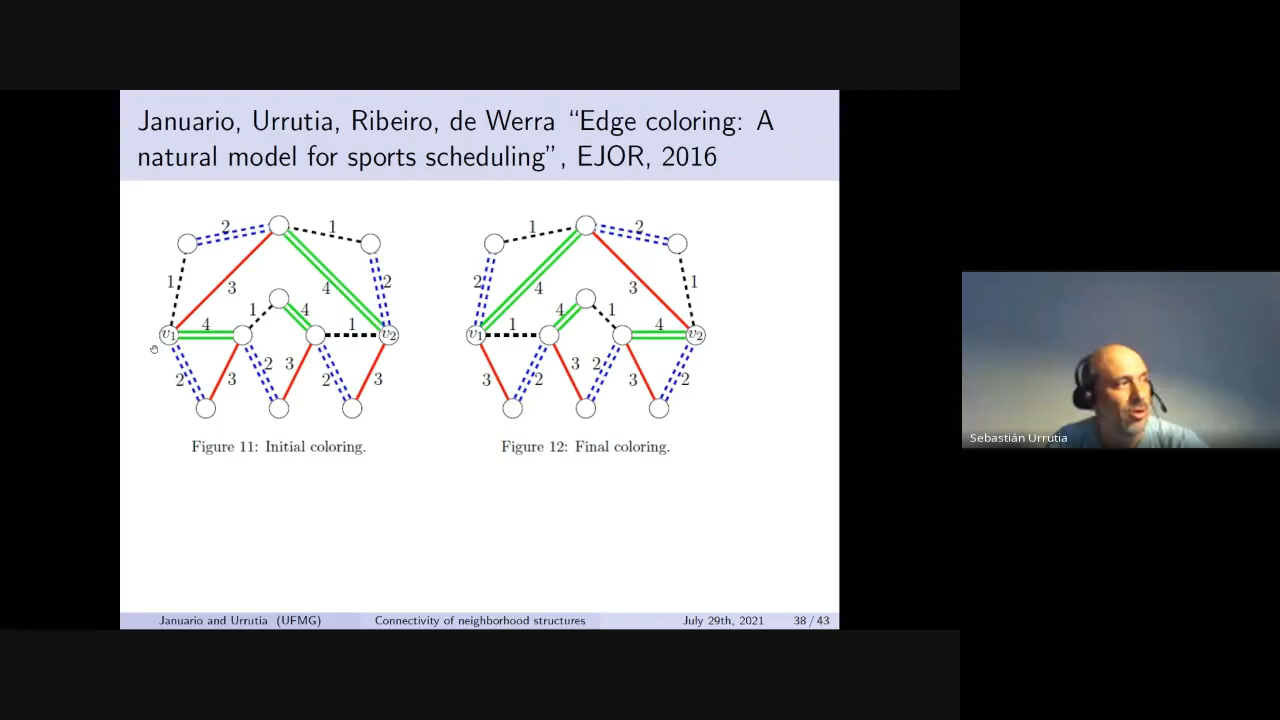 Januario, Urrutia, Ribeiro, de Werra “Edge coloring: A
natural model for sports scheduling”, EJOR, 2016
2 1
1 3 4 2
1 4
v1 4 1 v2
2 3 2 3 2 3
Figure 11: Initial coloring.
1 2
2 4 3 1
4 1
v1 1 4 v2
3 2 3 2 3 2
Figure 12: Final coloring.
Januario and Urrutia (UFMG) Connectivity of neighborhood structures July 29th, 2021 38 / 43
Sebastián Urrutia